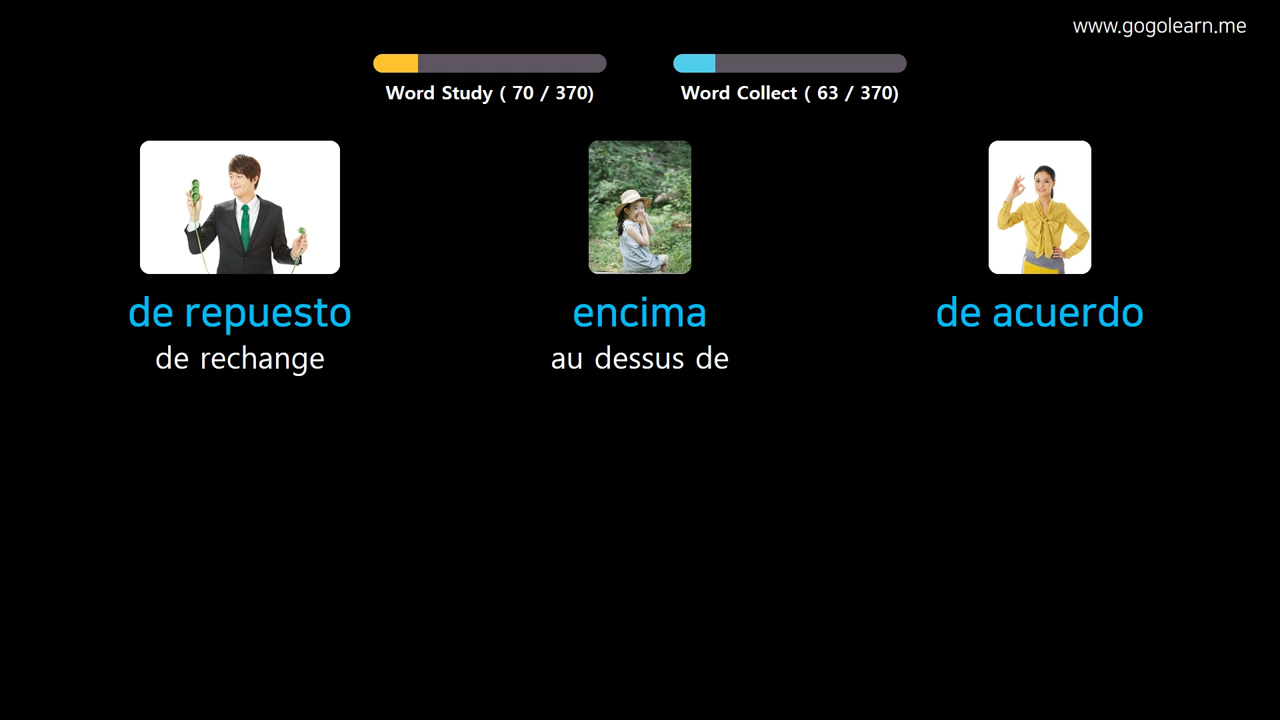 www.gogolearn.me
Word Study ( 70 / 370)
Word Collect ( 63 / 370)
de repuesto
de rechange
encima
au dessus de
de acuerdo